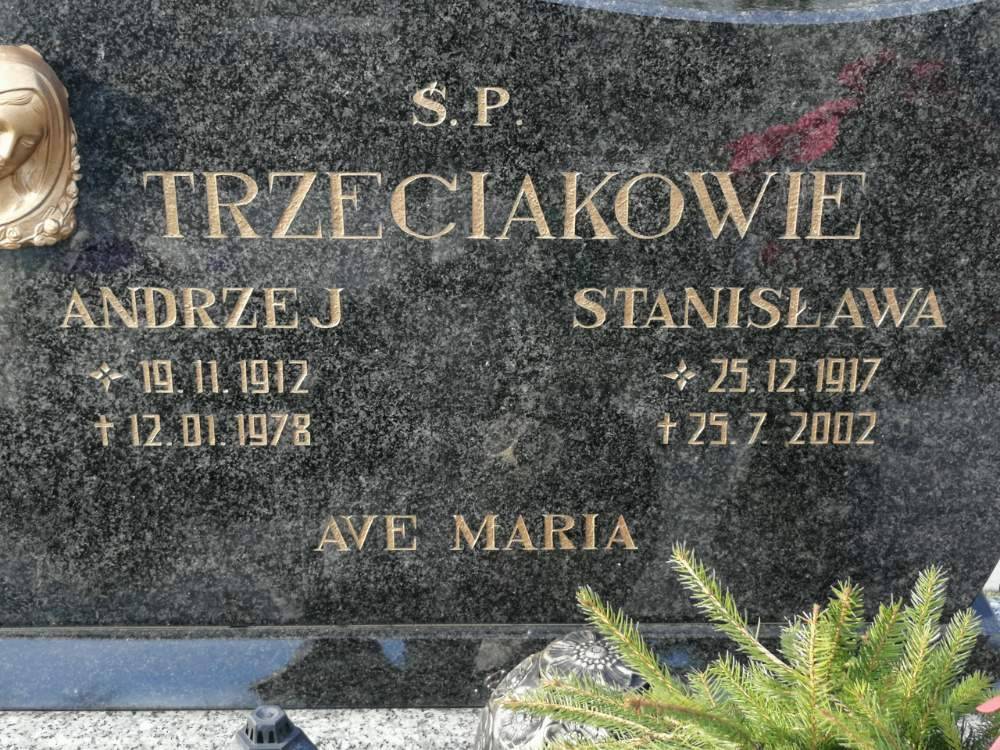 Ś. P.
TRZECIAKOWIE
ANDRZEJ
19. 11. 1912
† 12. 01. 1978
STANISŁAWA
25. 12. 1917
† 25. 7. 2002
AVE MARIA